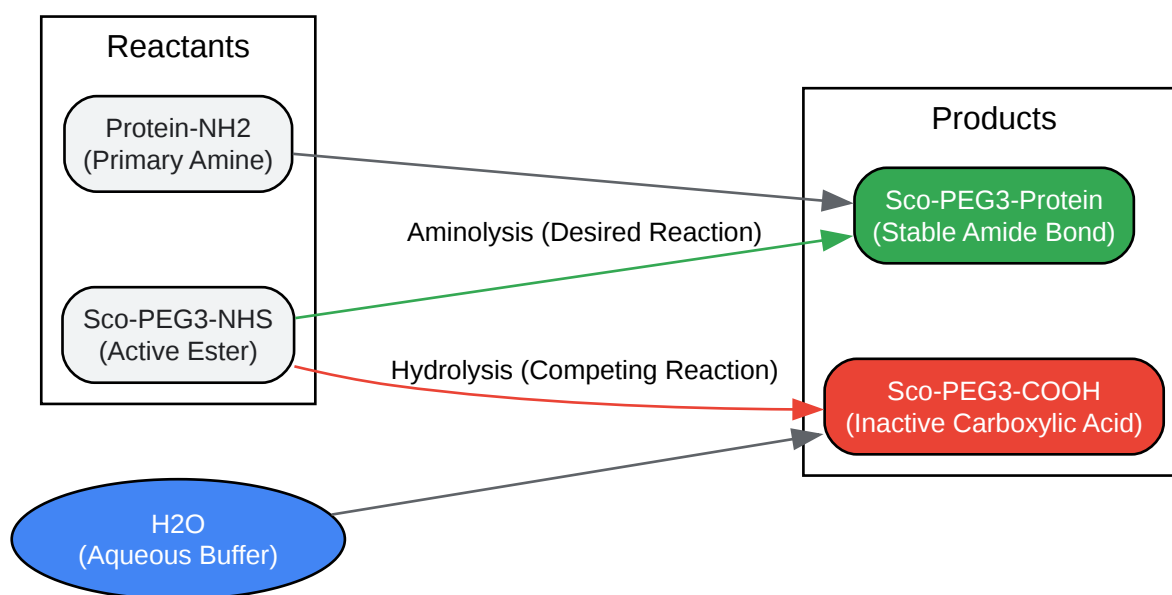 Reactants
Protein-NH2
(Primary Amine)
Sco-PEG3-NHS
(Active Ester)
H2O
(Aqueous Buffer)
Aminolysis (Desired Reaction)
Hydrolysis (Competing Reaction)
Products
Sco-PEG3-Protein
(Stable Amide Bond)
Sco-PEG3-COOH
(Inactive Carboxylic Acid)